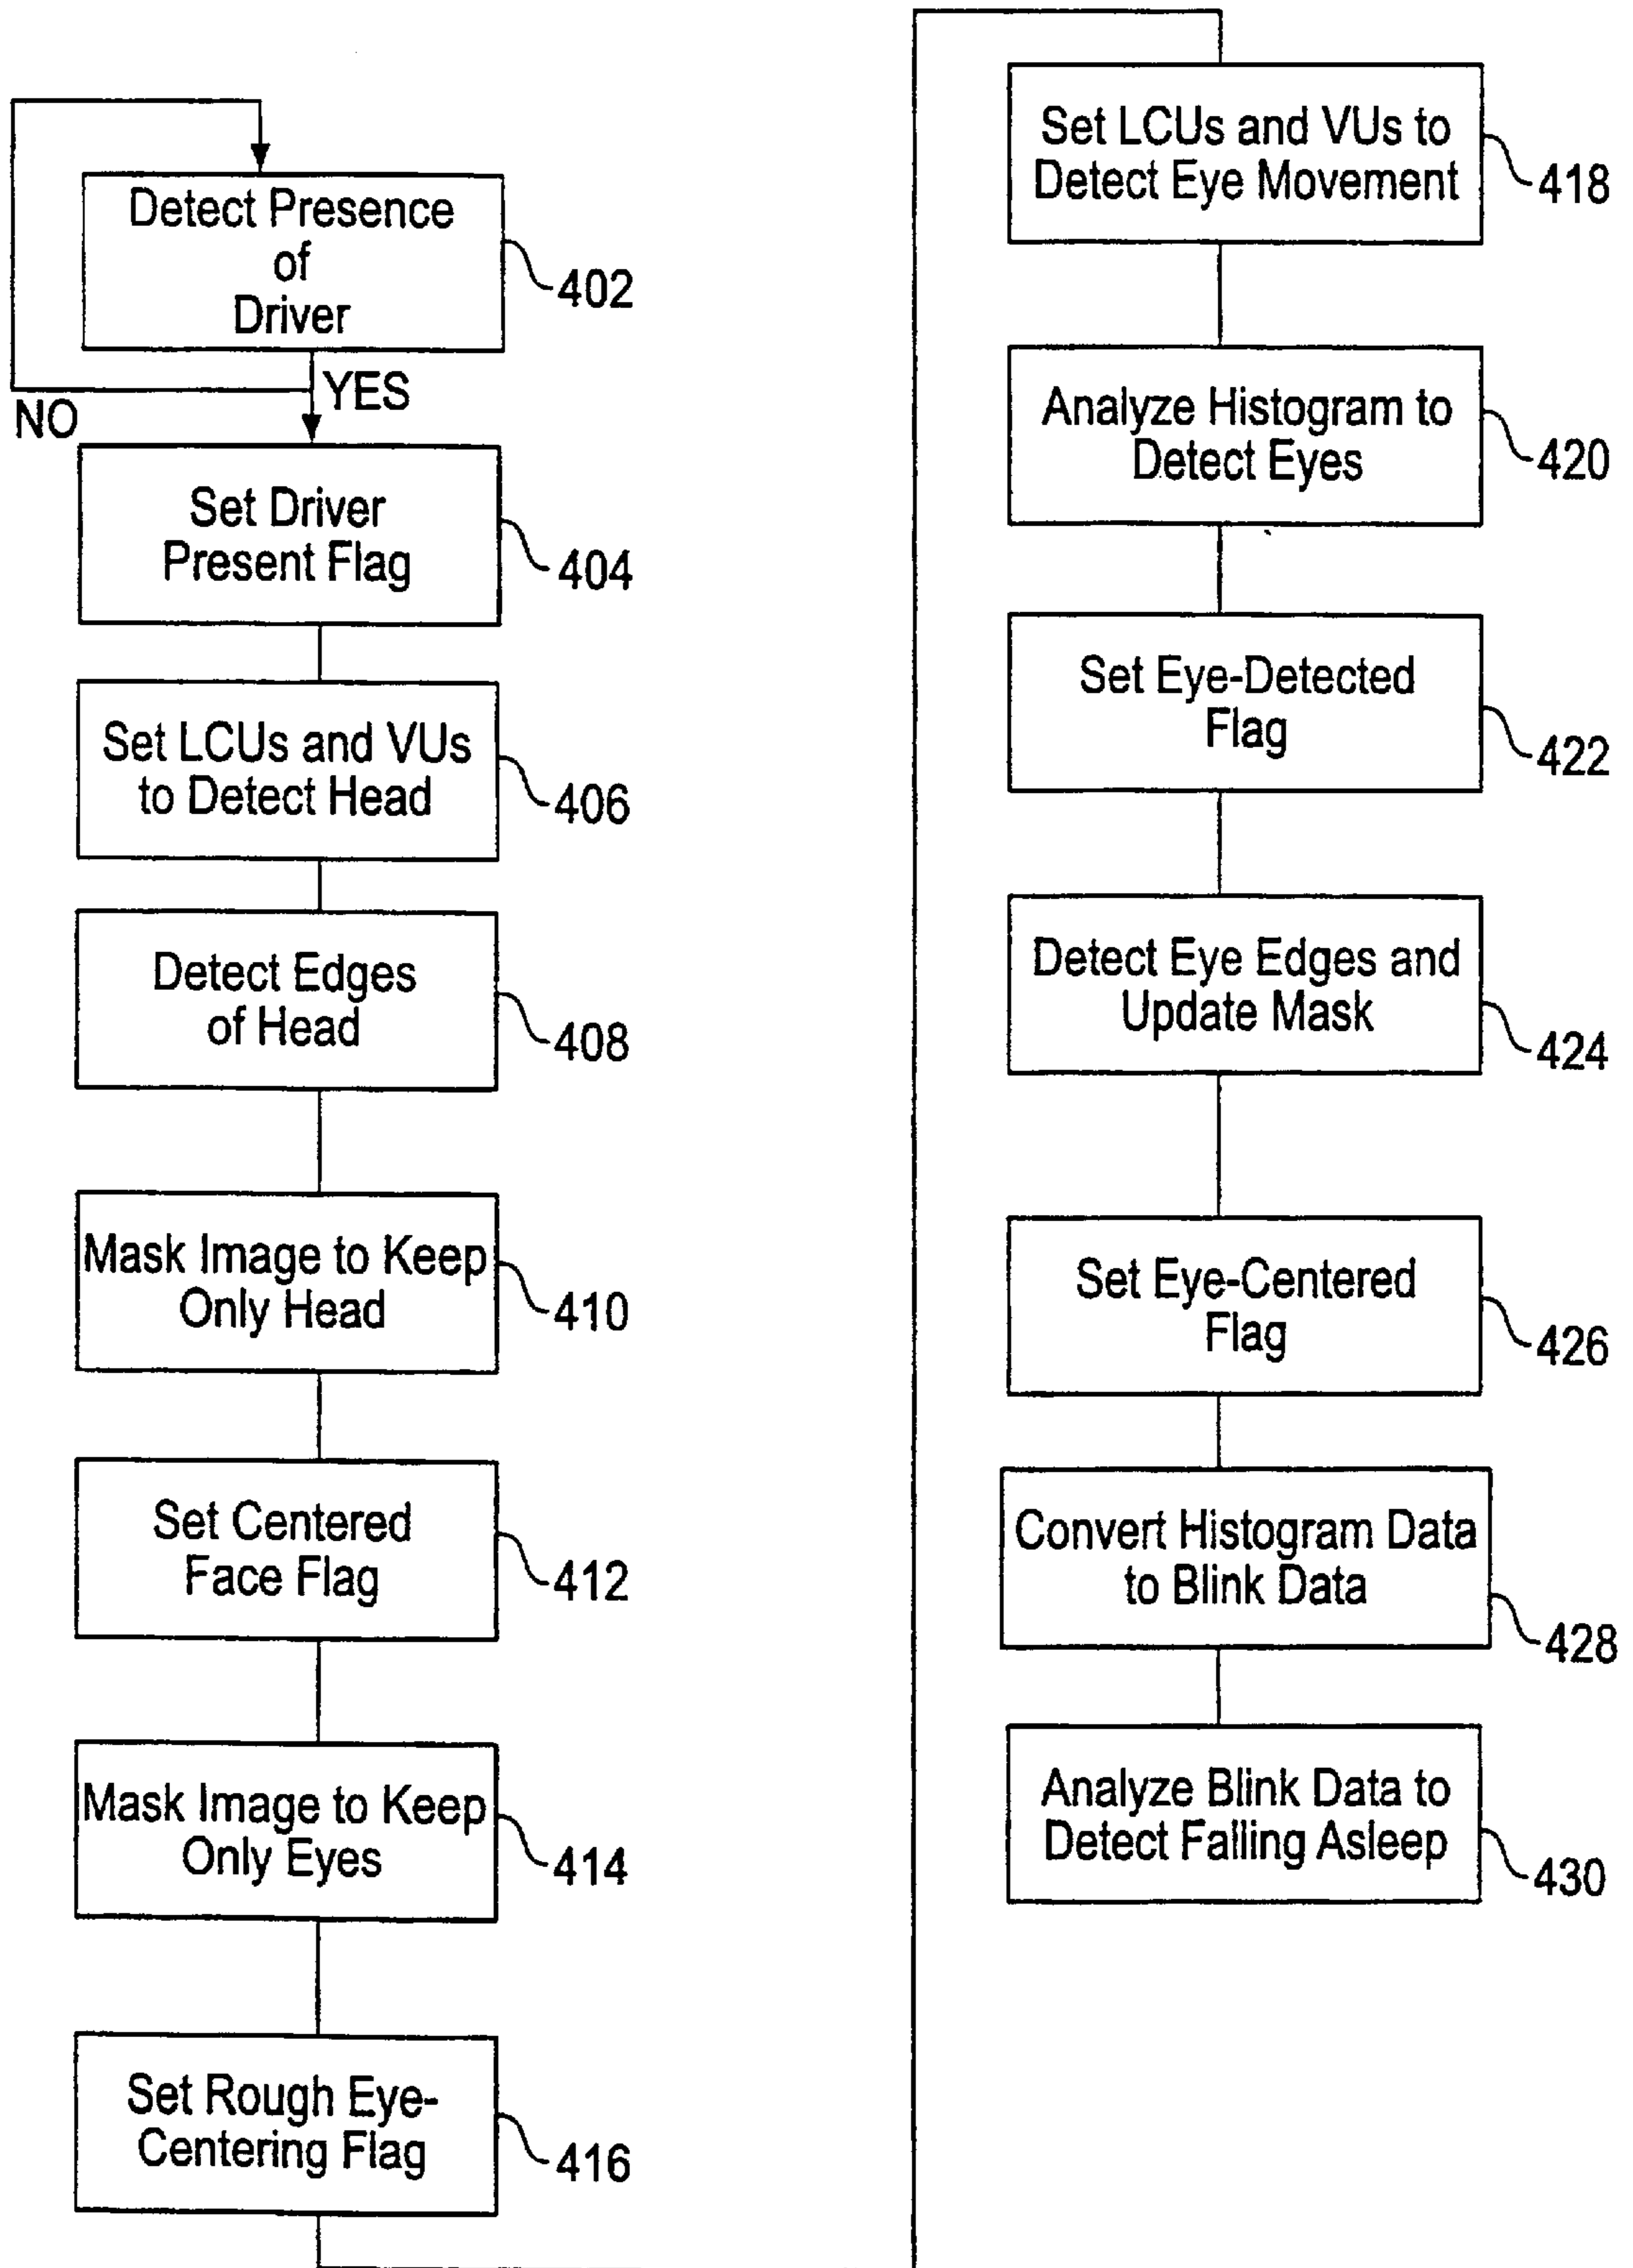 Detect Presence
of
Driver
402
YES
NO
Set Driver
Present Flag
404
Set LCUs and VUs
to Detect Head
406
Detect Edges
of Head
408
Mask Image to Keep
Only Head
410
Set Centered
Face Flag
412
Mask Image to Keep
Only Eyes
414
Set Rough Eye-
Centering Flag
416
Set LCUs and VUs to
Detect Eye Movement
418
Analyze Histogram to
Detect Eyes
420
Set Eye-Detected
Flag
422
Detect Eye Edges and
Update Mask
424
Set Eye-Centered
Flag
426
Convert Histogram Data
to Blink Data
428
Analyze Blink Data to
Detect Falling Asleep
430